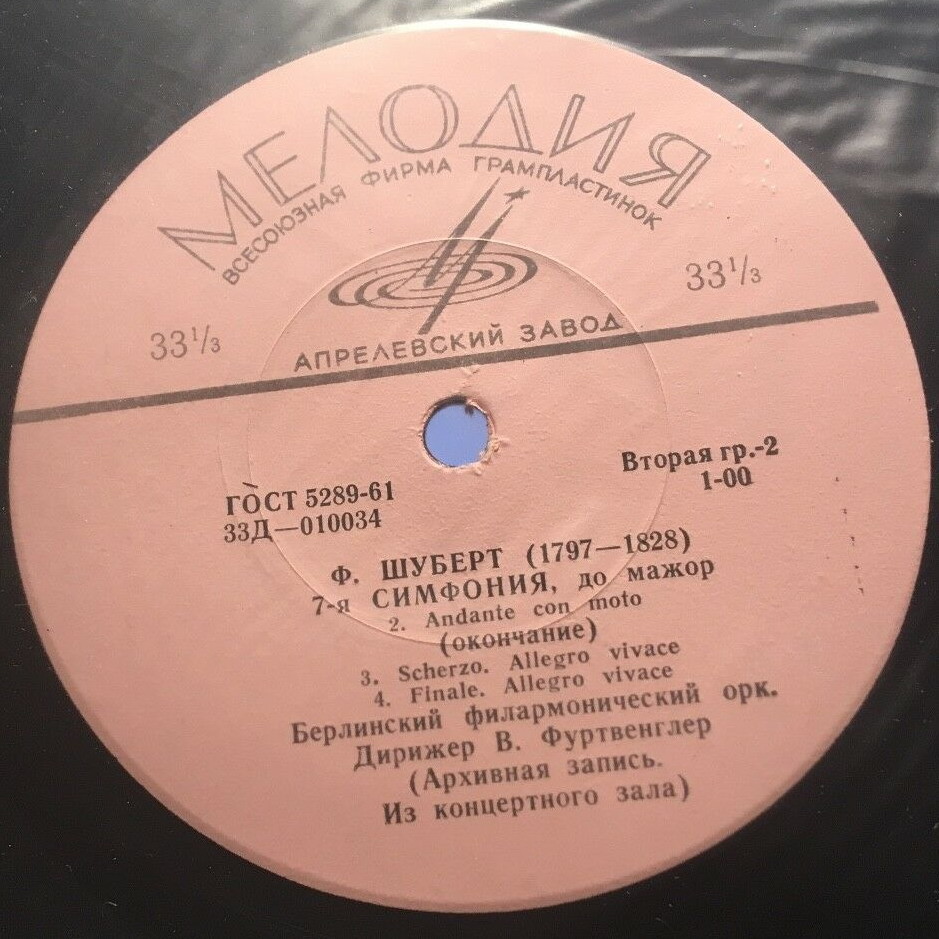 МЕЛОДИЯ
ВСЕСОЮЗНАЯ ФИРМА ГРАМПЛАСТИНОК
33 1/3
33 1/3
АПРЕЛЕВСКИЙ ЗАВОД
ГОСТ 5289-61
33Д—010034
Вторая гр.-2
1-00
Ф. ШУБЕРТ (1797—1828)
7-я СИМФОНИЯ, до мажор
2. Andante con moto
(окончание)
3. Scherzo. Allegro vivace
4. Finale. Allegro vivace
Берлинский филармонический орк.
Дирижер В. Фуртвенглер
(Архивная запись.
Из концертного зала)